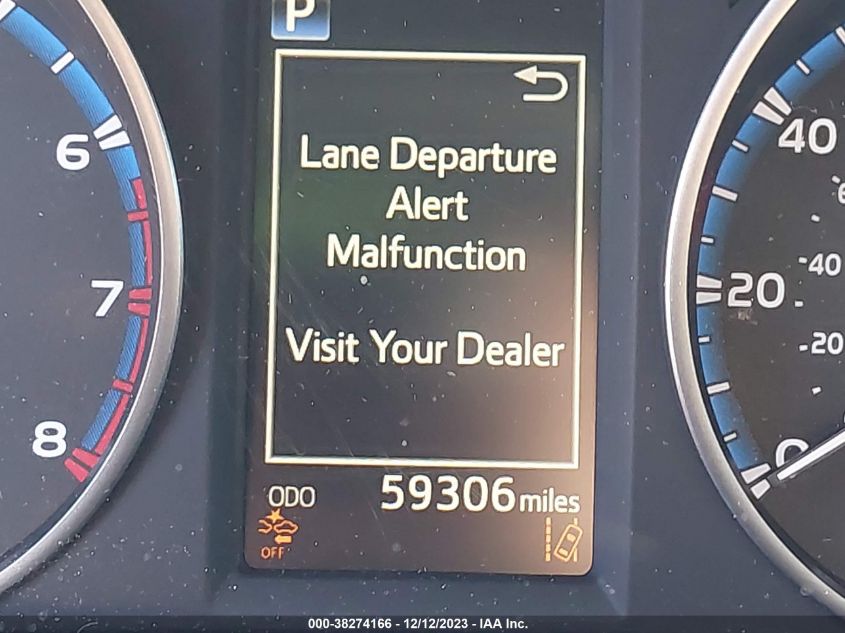 P
Lane Departure
Alert
Malfunction
Visit Your Dealer
ODO 59306 miles
OFF
6
7
8
40
20
0
40
20
000-38274166 - 12/12/2023 - IAA Inc.